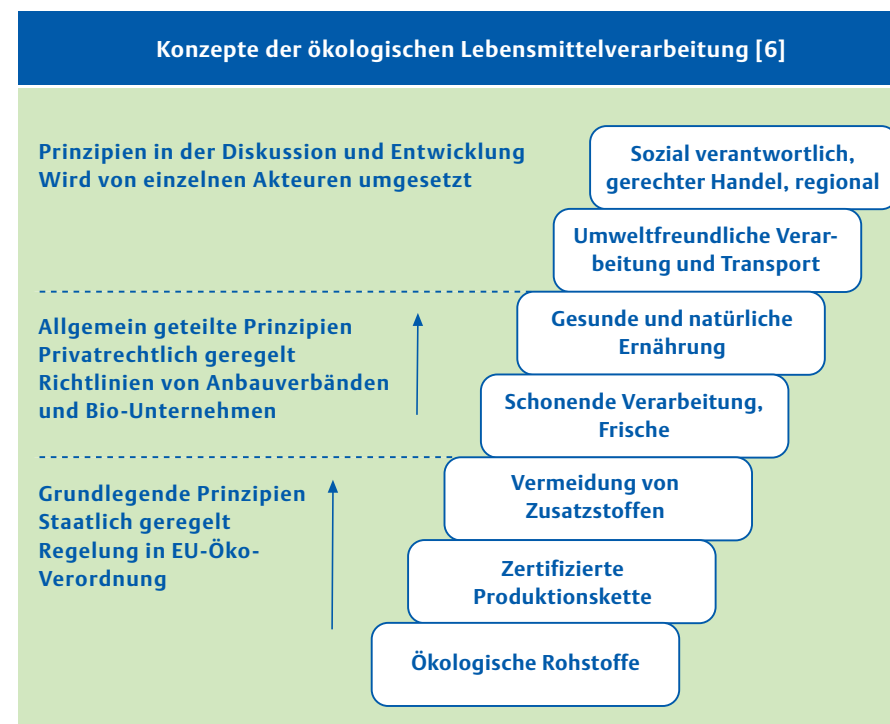 Konzepte der ökologischen Lebensmittelverarbeitung [6]
Prinzipien in der Diskussion und Entwicklung
Wird von einzelnen Akteuren umgesetzt
Sozial verantwortlich,
gerechter Handel, regional
Umweltfreundliche Verar-
beitung und Transport
Allgemein geteilte Prinzipien
Privatrechtlich geregelt
Richtlinien von Anbauverbänden
und Bio-Unternehmen
Gesunde und natürliche
Ernährung
Schonende Verarbeitung,
Frische
Grundlegende Prinzipien
Staatlich geregelt
Regelung in EU-Öko-
Verordnung
Vermeidung von
Zusatzstoffen
Zertifizierte
Produktionskette
Ökologische Rohstoffe